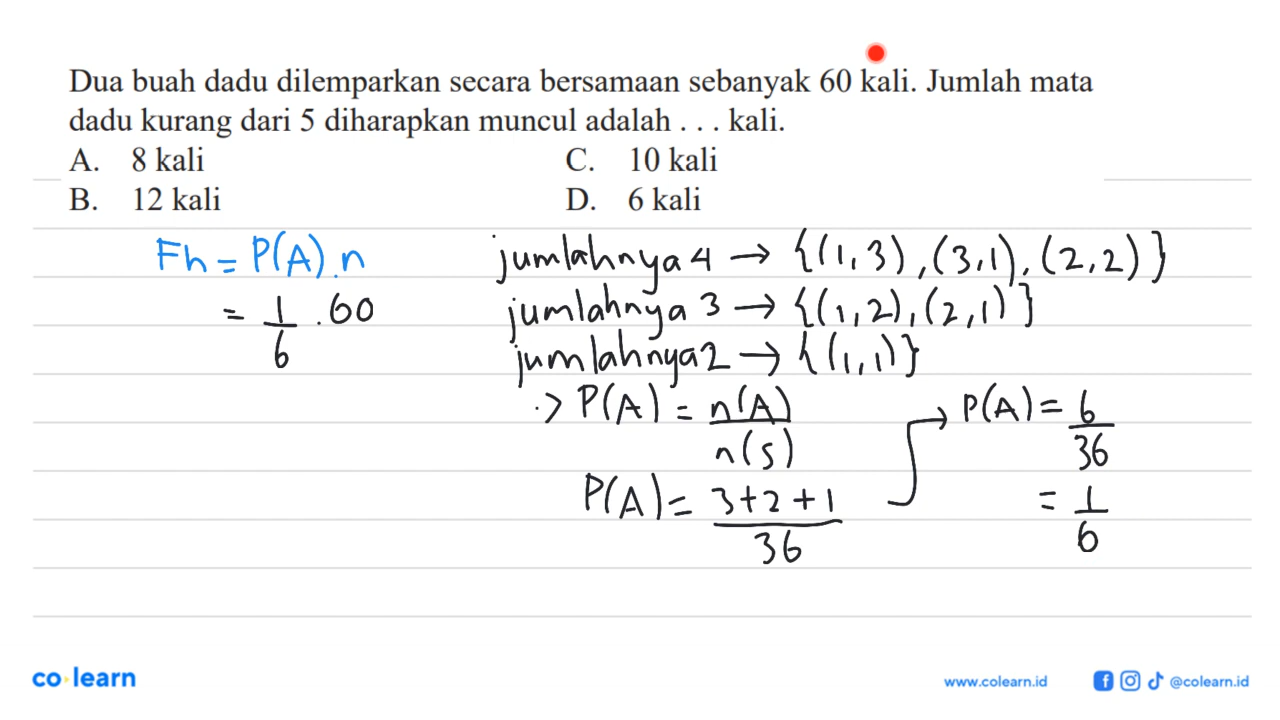 Dua buah dadu dilemparkan secara bersamaan sebanyak 60 kali. Jumlah mata
dadu kurang dari 5 diharapkan muncul adalah . . . kali.
A. 8 kali
C. 10 kali
B. 12 kali
D. 6 kali
Fh = P(A).n
= 1/6 . 60
jumlahnya 4 → {(1,3),(3,1),(2,2)}
jumlahnya 3 → {(1,2),(2,1)}
jumlahnya 2 → {(1,1)}
.> P(A) = n(A)/n(S)
P(A) = 3+2+1/36
→ P(A) = 6/36
= 1/6
co·learn
www.colearn.id
@colearn.id